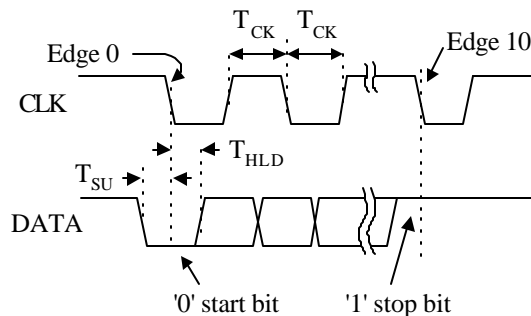 T_CK T_CK
Edge 0
Edge 10
CLK
T_SU
T_HLD
DATA
'0' start bit
'1' stop bit